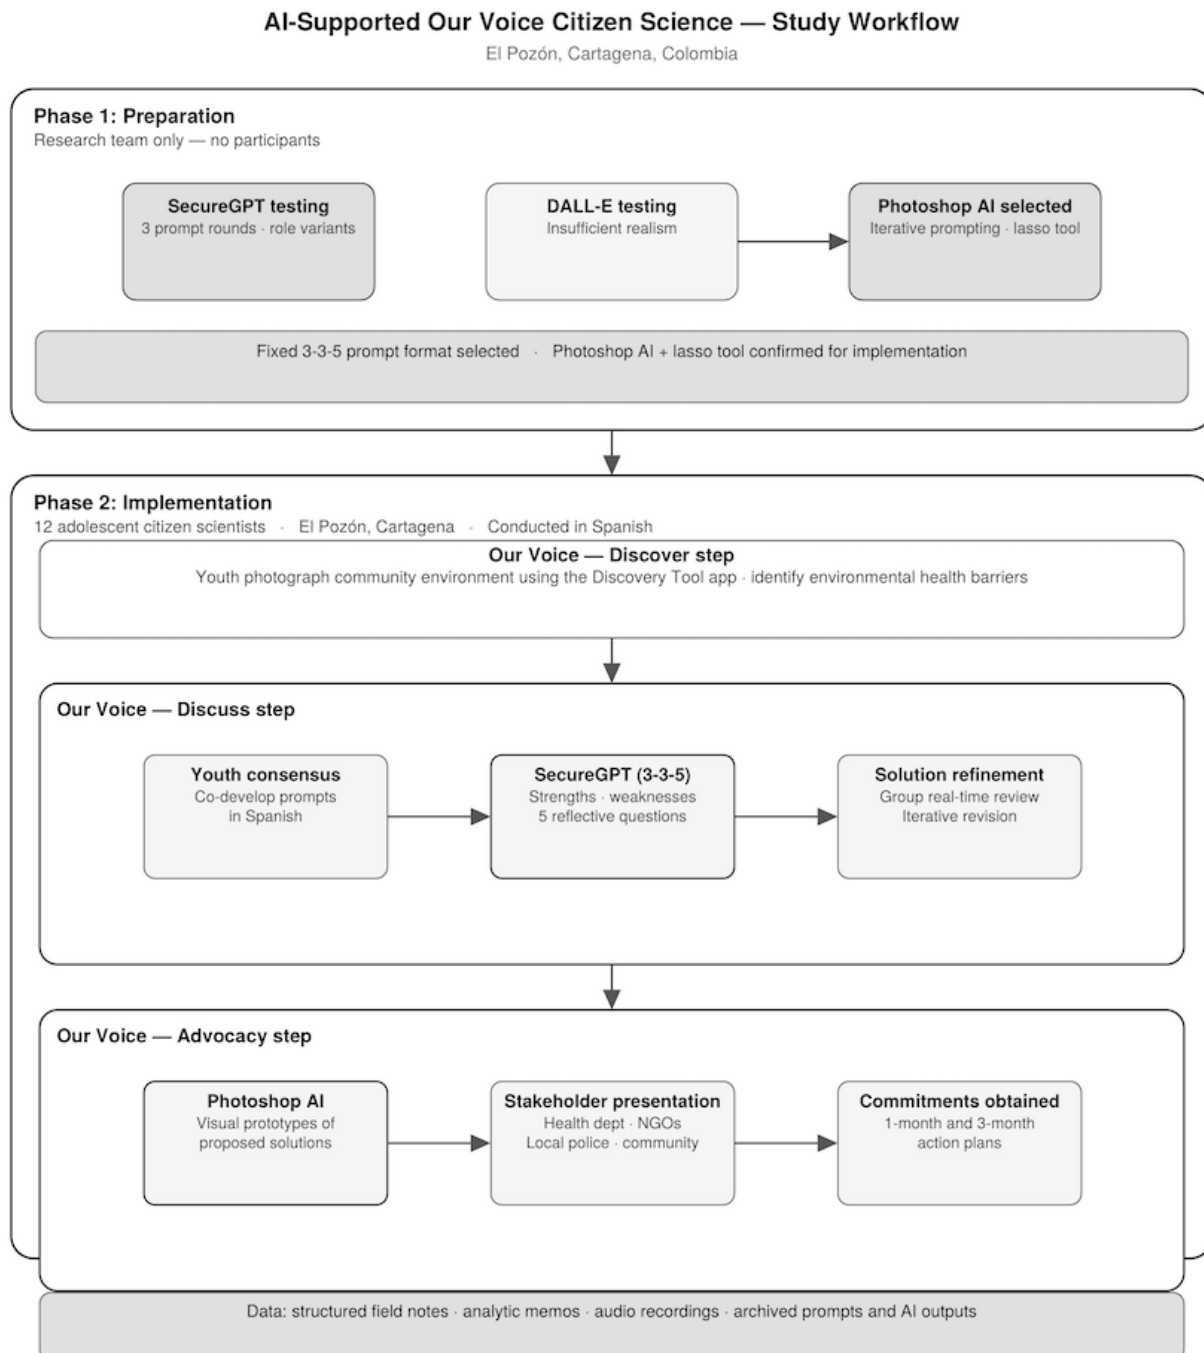 AI-Supported Our Voice Citizen Science — Study Workflow
El Pozón, Cartagena, Colombia
Phase 1: Preparation
Research team only — no participants
SecureGPT testing
3 prompt rounds · role variants
DALL-E testing
Insufficient realism
Photoshop AI selected
Iterative prompting · lasso tool
Fixed 3-3-5 prompt format selected · Photoshop AI + lasso tool confirmed for implementation
Phase 2: Implementation
12 adolescent citizen scientists · El Pozón, Cartagena · Conducted in Spanish
Our Voice — Discover step
Youth photograph community environment using the Discovery Tool app · identify environmental health barriers
Our Voice — Discuss step
Youth consensus
Co-develop prompts
in Spanish
SecureGPT (3-3-5)
Strengths · weaknesses
5 reflective questions
Solution refinement
Group real-time review
Iterative revision
Our Voice — Advocacy step
Photoshop AI
Visual prototypes of
proposed solutions
Stakeholder presentation
Health dept · NGOs
Local police · community
Commitments obtained
1-month and 3-month
action plans
Data: structured field notes · analytic memos · audio recordings · archived prompts and AI outputs